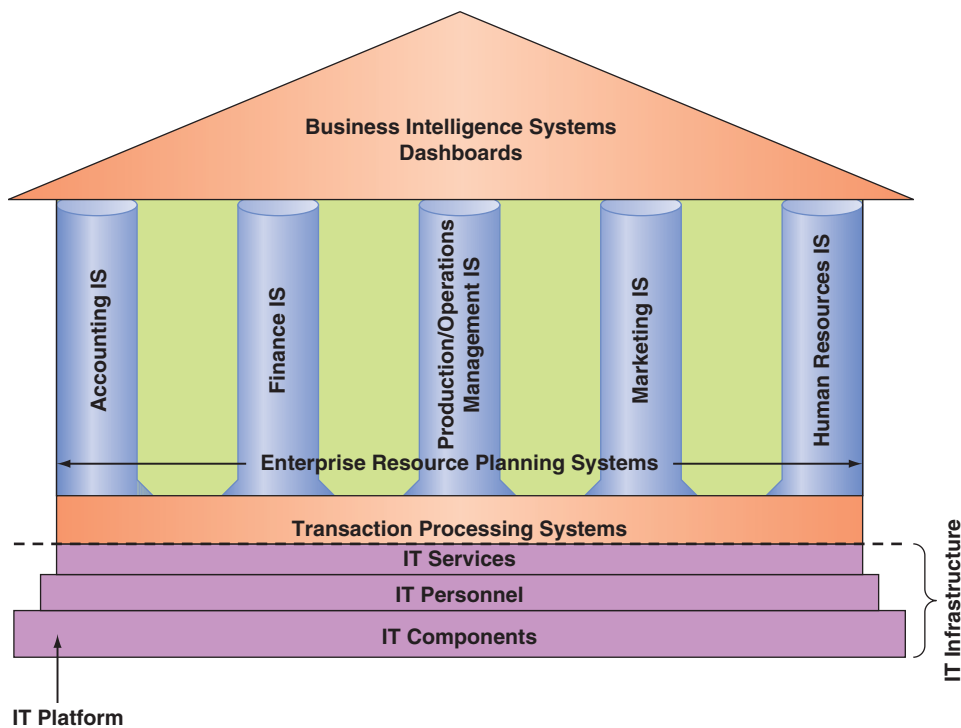 Business Intelligence Systems
Dashboards
Accounting IS
Finance IS
Production/Operations
Management IS
Marketing IS
Human Resources IS
Enterprise Resource Planning Systems
Transaction Processing Systems
IT Services
IT Personnel
IT Components
IT Infrastructure
IT Platform